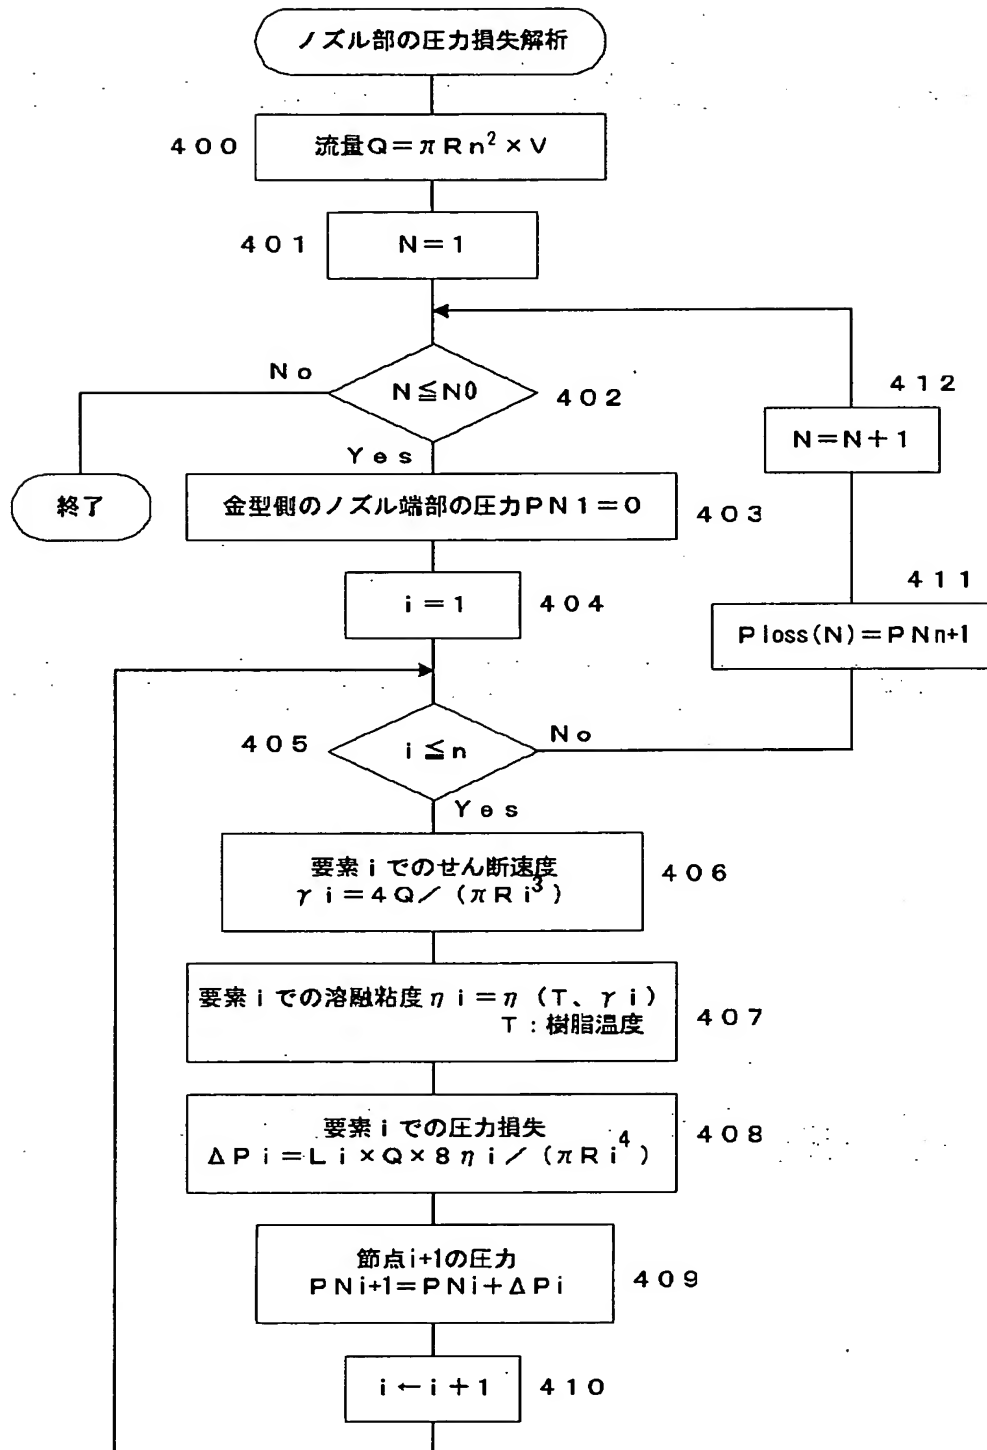 ノズル部の圧力損失解析
400
流量Q=πRn²×V
401
N=1
No
N≦N0
402
412
N=N+1
Yes
終了
金型側のノズル端部の圧力PN1=0
403
i=1
404
411
Ploss(N)=PNn+1
405
i≦n
No
Yes
要素iでのせん断速度
γi=4Q/(πRi³)
406
要素iでの溶融粘度ηi=η(T、γi)
T:樹脂温度
407
要素iでの圧力損失
ΔPi=Li×Q×8ηi/(πRi⁴)
408
節点i+1の圧力
PNi+1=PNi+ΔPi
409
i←i+1
410